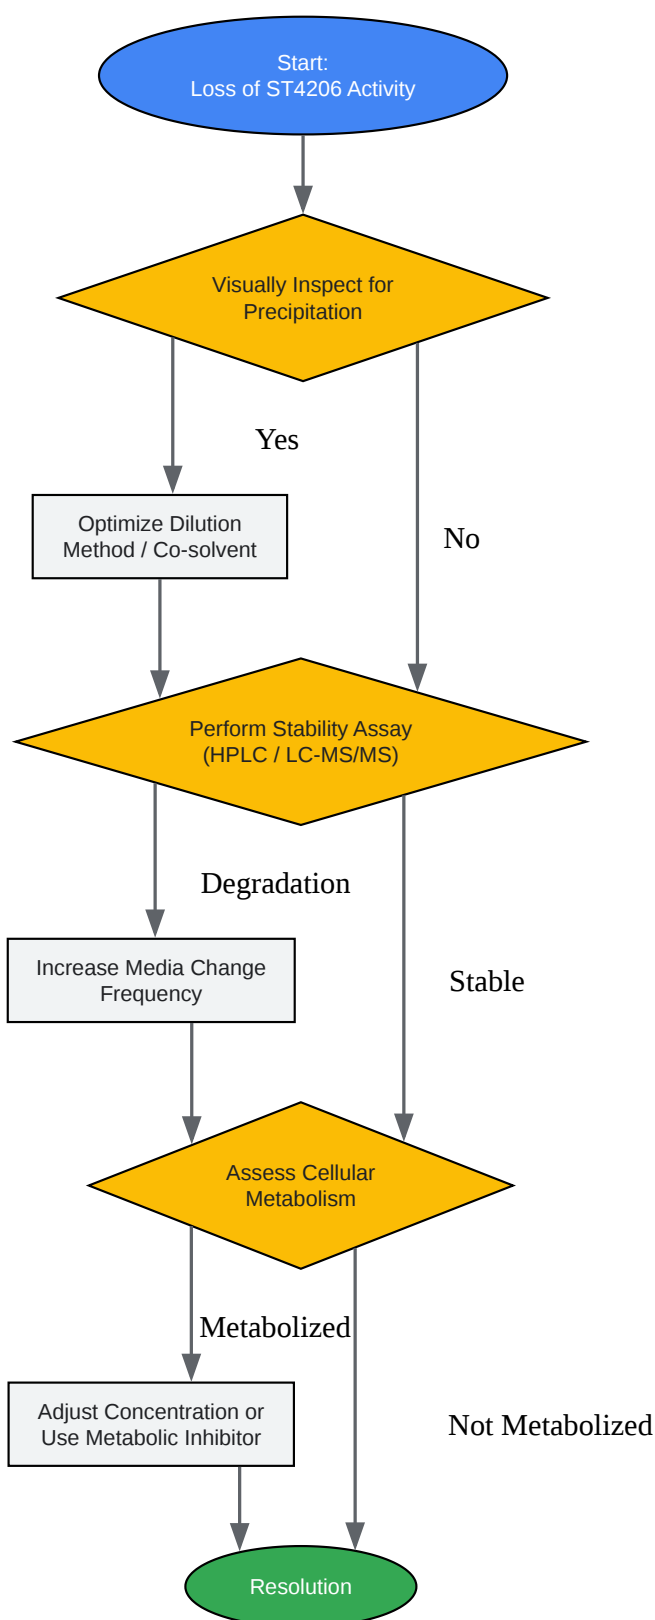 Start:
Loss of ST4206 Activity
Visually Inspect for
Precipitation
Yes
Optimize Dilution
Method / Co-solvent
No
Perform Stability Assay
(HPLC / LC-MS/MS)
Degradation
Increase Media Change
Frequency
Stable
Assess Cellular
Metabolism
Metabolized
Adjust Concentration or
Use Metabolic Inhibitor
Not Metabolized
Resolution